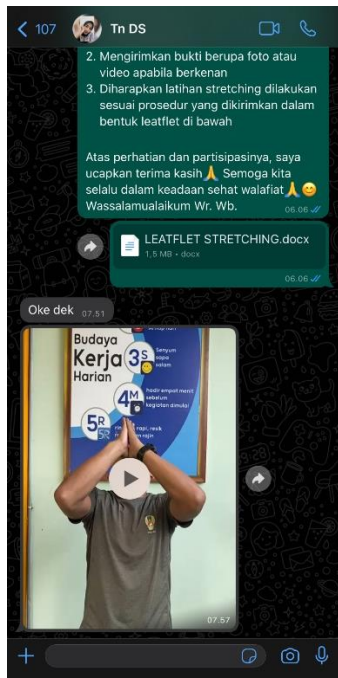 107
Tn DS
2. Mengirimkan bukti berupa foto atau
video apabila berkenan
3. Diharapkan latihan stretching dilakukan
sesuai prosedur yang dikirimkan dalam
bentuk leatflet di bawah
Atas perhatian dan partisipasinya, saya
ucapkan terima kasih🙏 Semoga kita
selalu dalam keadaan sehat walafiat🙏😊
Wassalamualaikum Wr. Wb.
06.06
LEATFLET STRETCHING.docx
1,5 MB • docx
06.06
Oke dek 07.51
Budaya
Kerja
Harian
3S
Senyum
sapa
salam
4M
hadir empat menit
sebelum
kegiatan dimulai
5R
rapi, resik
07.57